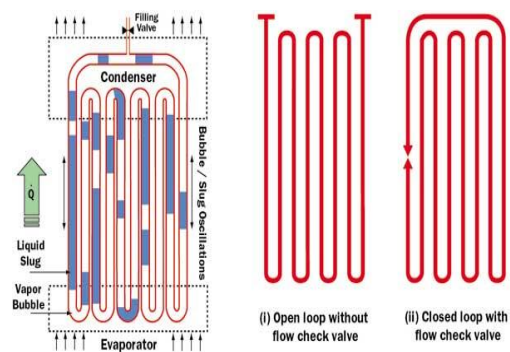 Filling
Valve
Condenser
Q̇
Bubble / Slug Oscillations
Liquid
Slug
Vapor
Bubble
Evaporator
(i) Open loop without
flow check valve
(ii) Closed loop with
flow check valve